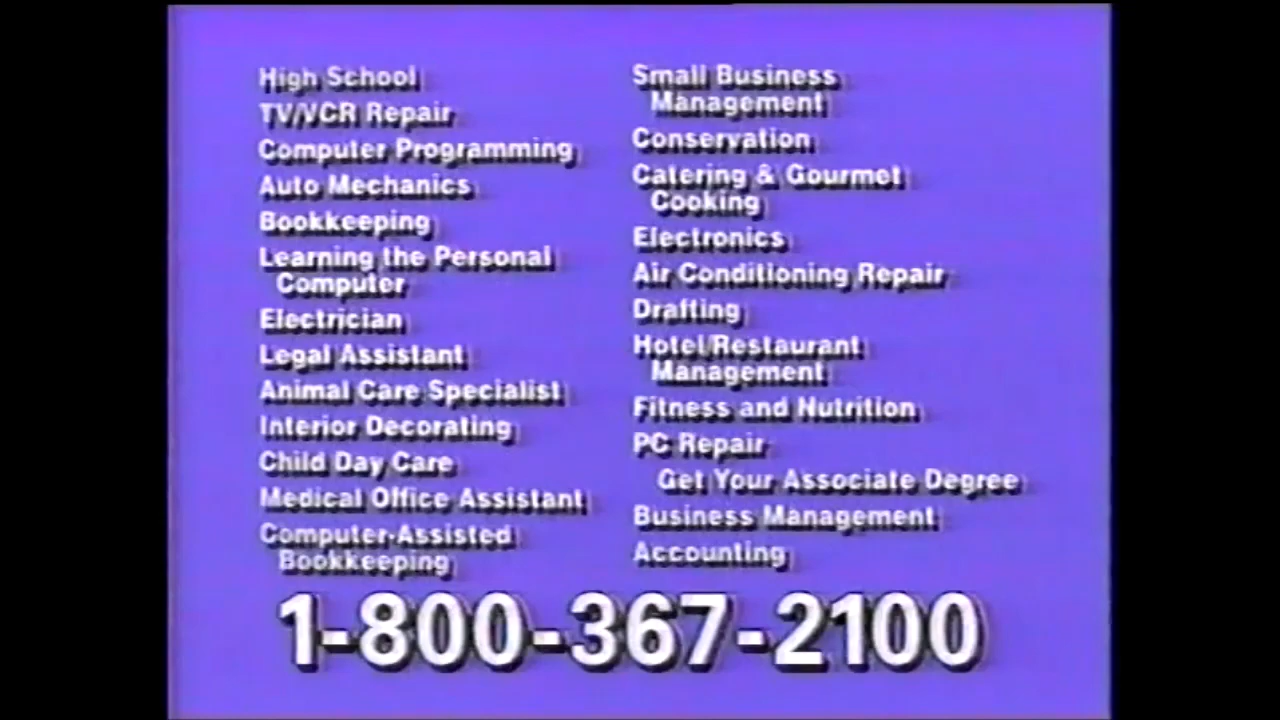 High School
TV/VCR Repair
Computer Programming
Auto Mechanics
Bookkeeping
Learning the Personal
Computer
Electrician
Legal Assistant
Animal Care Specialist
Interior Decorating
Child Day Care
Medical Office Assistant
Computer-Assisted
Bookkeeping
Small Business
Management
Conservation
Catering & Gourmet
Cooking
Electronics
Air Conditioning Repair
Drafting
Hotel/Restaurant
Management
Fitness and Nutrition
PC Repair
Get Your Associate Degree
Business Management
Accounting
1-800-367-2100